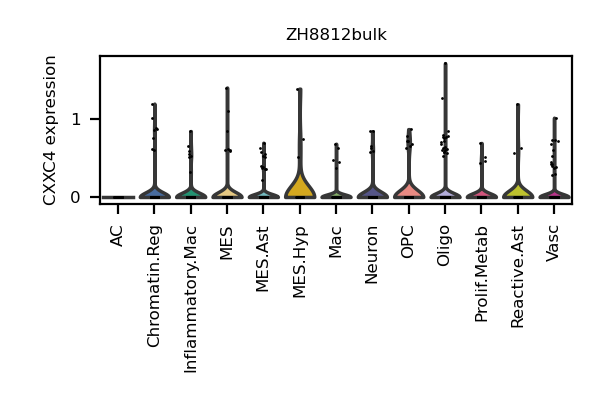 ZH8812bulk
CXXC4 expression
1
0
AC
Chromatin.Reg
Inflammatory.Mac
MES
MES.Ast
MES.Hyp
Mac
Neuron
OPC
Oligo
Prolif.Metab
Reactive.Ast
Vasc